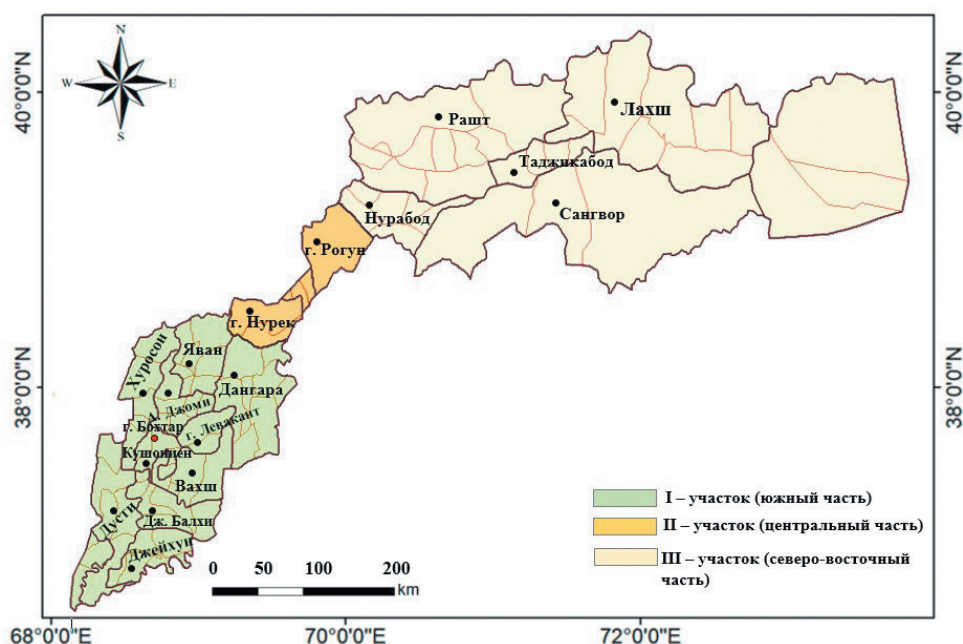 N
W
E
S
40°0'0"N
40°0'0"N
Лахш
Рашт
Таджикабод
Нурабод
Сангвор
г. Рогун
г. Нурек
Яван
Хуросон
38°0'0"N
38°0'0"N
Дангара
А. Джоми
г. Бохтар
г. Левакант
Кушониен
Вахш
Дусти
Дж. Балхи
Джейхун
I – участок (южный часть)
II – участок (центральный часть)
III – участок (северо-восточный
часть)
0 50 100 200
km
68°0'0"E
70°0'0"E
72°0'0"E